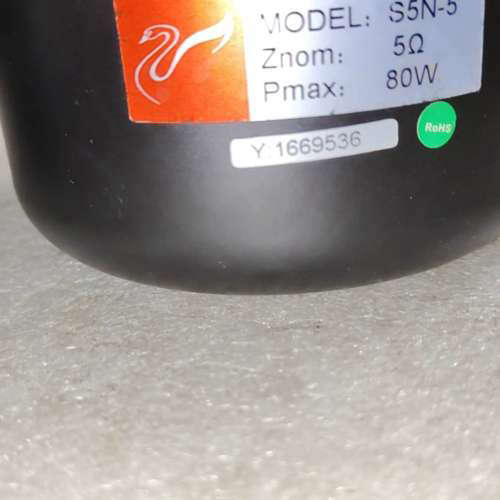 MODEL: S5N-5
Znom: 5Ω
Pmax: 80W
Y:1669536
RoHS